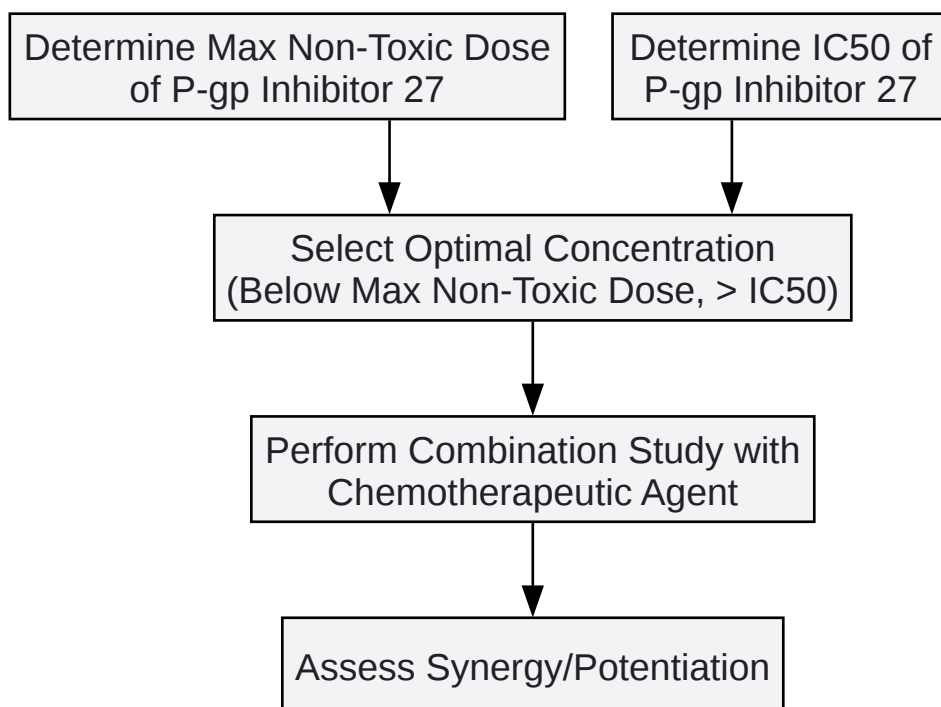 Determine Max Non-Toxic Dose
of P-gp Inhibitor 27
Determine IC50 of
P-gp Inhibitor 27
Select Optimal Concentration
(Below Max Non-Toxic Dose, > IC50)
Perform Combination Study with
Chemotherapeutic Agent
Assess Synergy/Potentiation